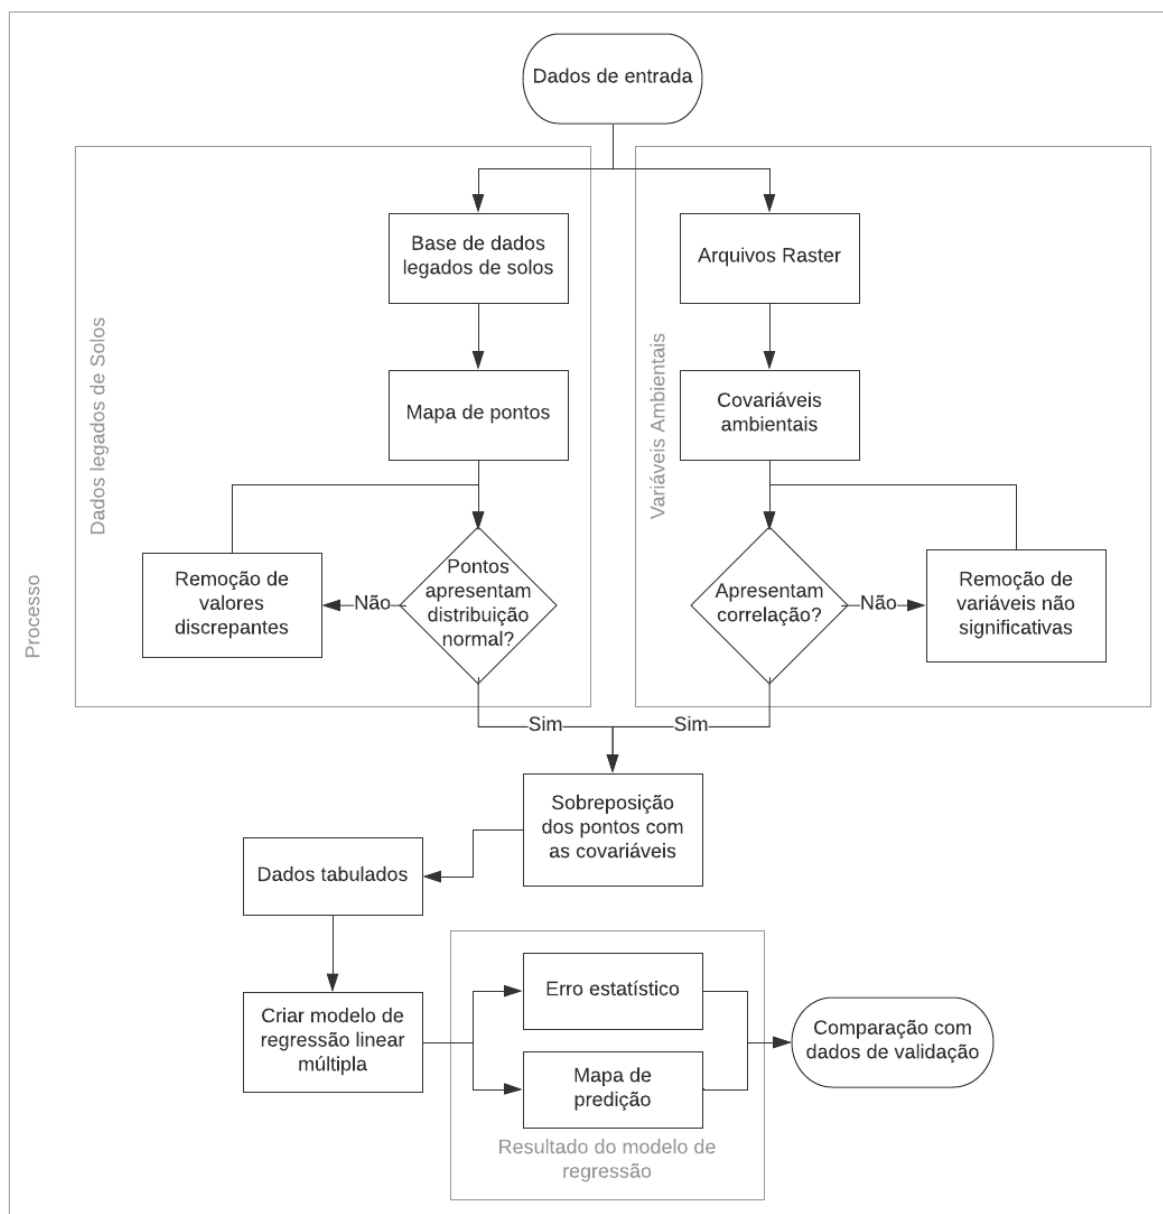 Dados de entrada
Processo
Dados legados de Solos
Base de dados
legados de solos
Mapa de pontos
Pontos
apresentam
distribuição
normal?
Não
Remoção de
valores
discrepantes
Sim
Variáveis Ambientais
Arquivos Raster
Covariáveis
ambientais
Apresentam
correlação?
Não
Remoção de
variáveis não
significativas
Sim
Sobreposição
dos pontos com
as covariáveis
Dados tabulados
Criar modelo de
regressão linear
múltipla
Erro estatístico
Mapa de
predição
Resultado do modelo de
regressão
Comparação com
dados de validação